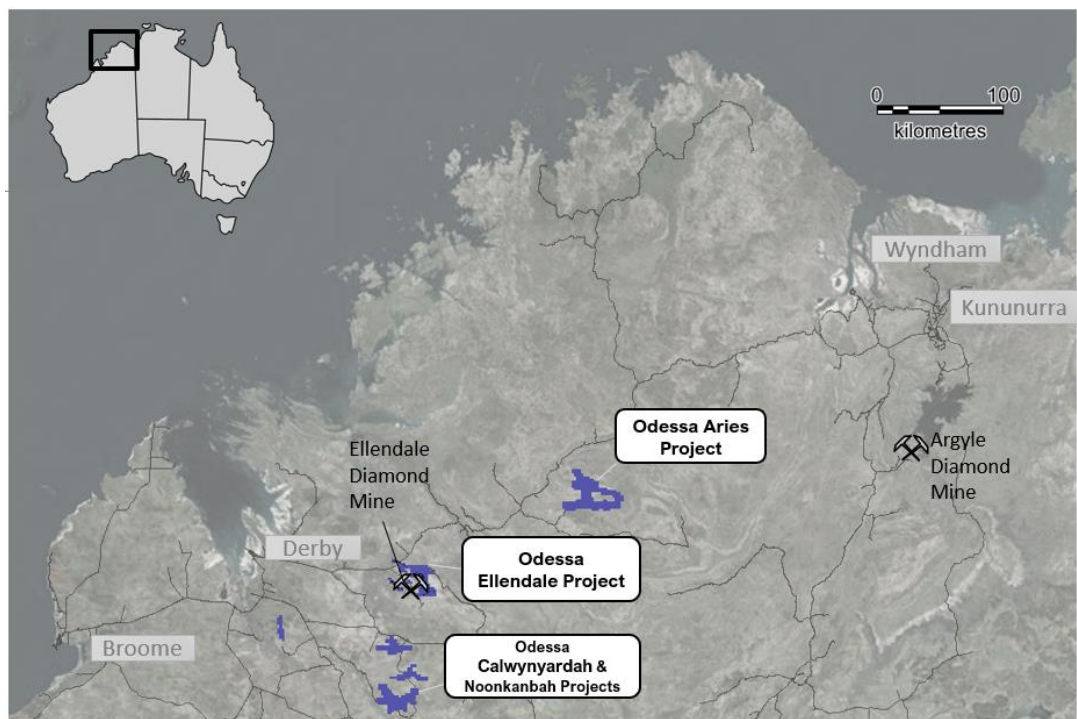 0 100
kilometres
Wyndham
Kununurra
Odessa Aries
Project
Ellendale
Diamond
Mine
Argyle
Diamond
Mine
Derby
Odessa
Ellendale Project
Broome
Odessa
Calwynyardah &
Noonkanbah Projects